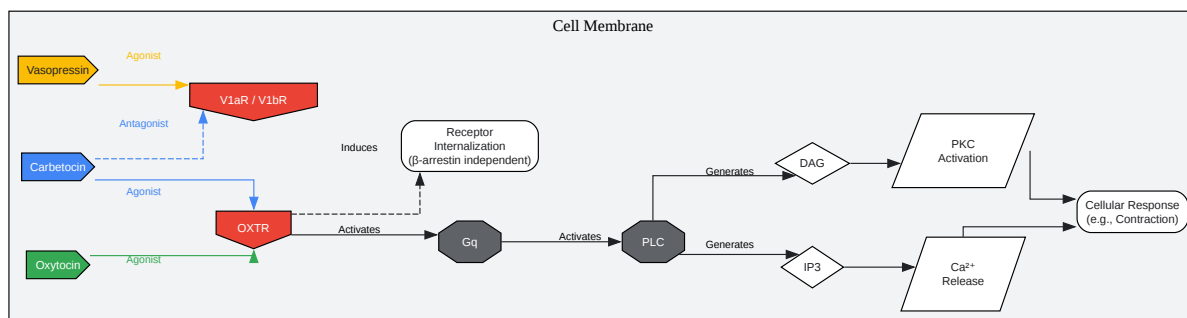 Cell Membrane
Vasopressin
Agonist
V1aR / V1bR
Antagonist
Carbetocin
Agonist
Induces
Receptor
Internalization
(β-arrestin independent)
OXTR
Activates
Gq
Activates
PLC
Oxytocin
Agonist
Generates
DAG
PKC
Activation
Generates
IP3
Ca²⁺
Release
Cellular Response
(e.g., Contraction)